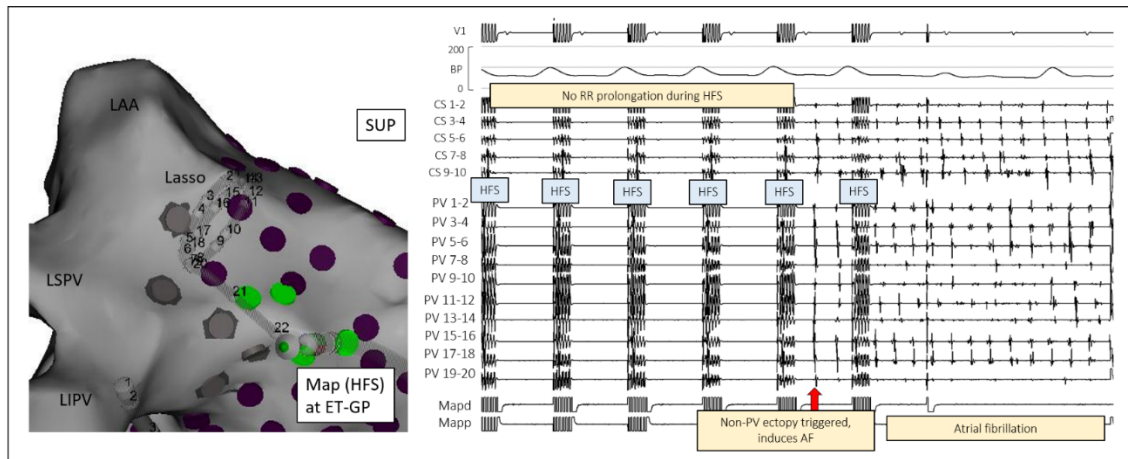 LAA
SUP
Lasso
LSPV
LIPV
21
22
1
2
Map (HFS)
at ET-GP
V1
200
BP
0
No RR prolongation during HFS
CS 1-2
CS 3-4
CS 5-6
CS 7-8
CS 9-10
HFS HFS HFS HFS HFS HFS
PV 1-2
PV 3-4
PV 5-6
PV 7-8
PV 9-10
PV 11-12
PV 13-14
PV 15-16
PV 17-18
PV 19-20
Mapd
Mapp
Non-PV ectopy triggered,
induces AF
Atrial fibrillation